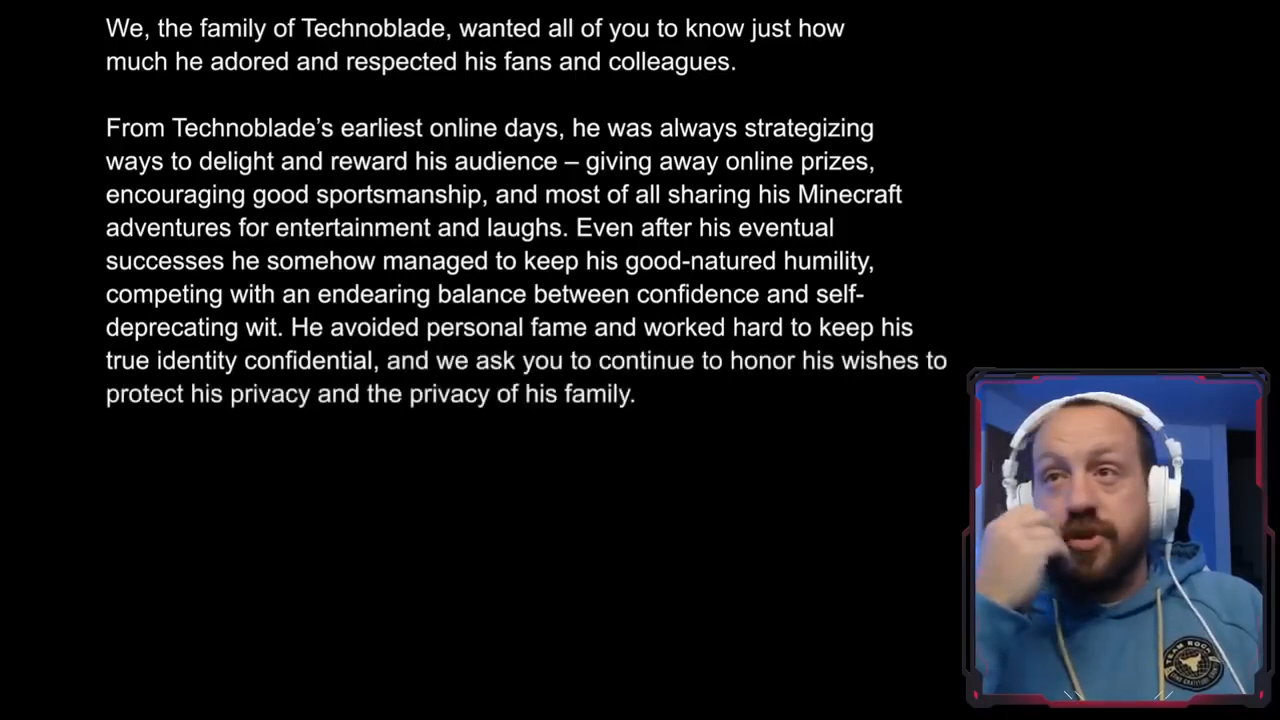 We, the family of Technoblade, wanted all of you to know just how
much he adored and respected his fans and colleagues.
From Technoblade’s earliest online days, he was always strategizing
ways to delight and reward his audience – giving away online prizes,
encouraging good sportsmanship, and most of all sharing his Minecraft
adventures for entertainment and laughs. Even after his eventual
successes he somehow managed to keep his good-natured humility,
competing with an endearing balance between confidence and self-
deprecating wit. He avoided personal fame and worked hard to keep his
true identity confidential, and we ask you to continue to honor his wishes to
protect his privacy and the privacy of his family.
TEAM ROCK